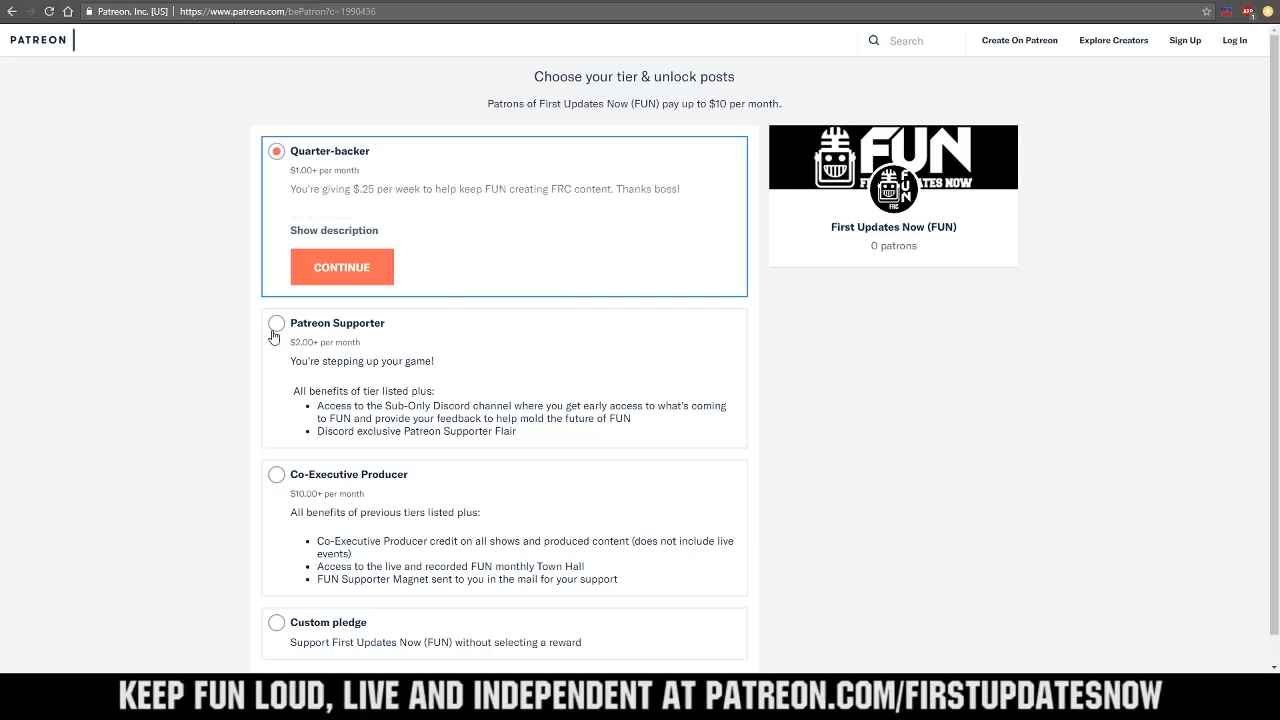 Patreon, Inc. [US] | https://www.patreon.com/bePatron?c=1990436
PATREON
Search
Create On Patreon
Explore Creators
Sign Up
Log In
Choose your tier & unlock posts
Patrons of First Updates Now (FUN) pay up to $10 per month.
Quarter-backer
$1.00+ per month
You're giving $.25 per week to help keep FUN creating FRC content. Thanks boss!
Show description
CONTINUE
Patreon Supporter
$2.00+ per month
You're stepping up your game!
All benefits of tier listed plus:
• Access to the Sub-Only Discord channel where you get early access to what's coming
to FUN and provide your feedback to help mold the future of FUN
• Discord exclusive Patreon Supporter Flair
Co-Executive Producer
$10.00+ per month
All benefits of previous tiers listed plus:
• Co-Executive Producer credit on all shows and produced content (does not include live
events)
• Access to the live and recorded FUN monthly Town Hall
• FUN Supporter Magnet sent to you in the mail for your support
Custom pledge
Support First Updates Now (FUN) without selecting a reward
FUN
FUN
FRC
First Updates Now (FUN)
0 patrons
KEEP FUN LOUD, LIVE AND INDEPENDENT AT PATREON.COM/FIRSTUPDATESNOW